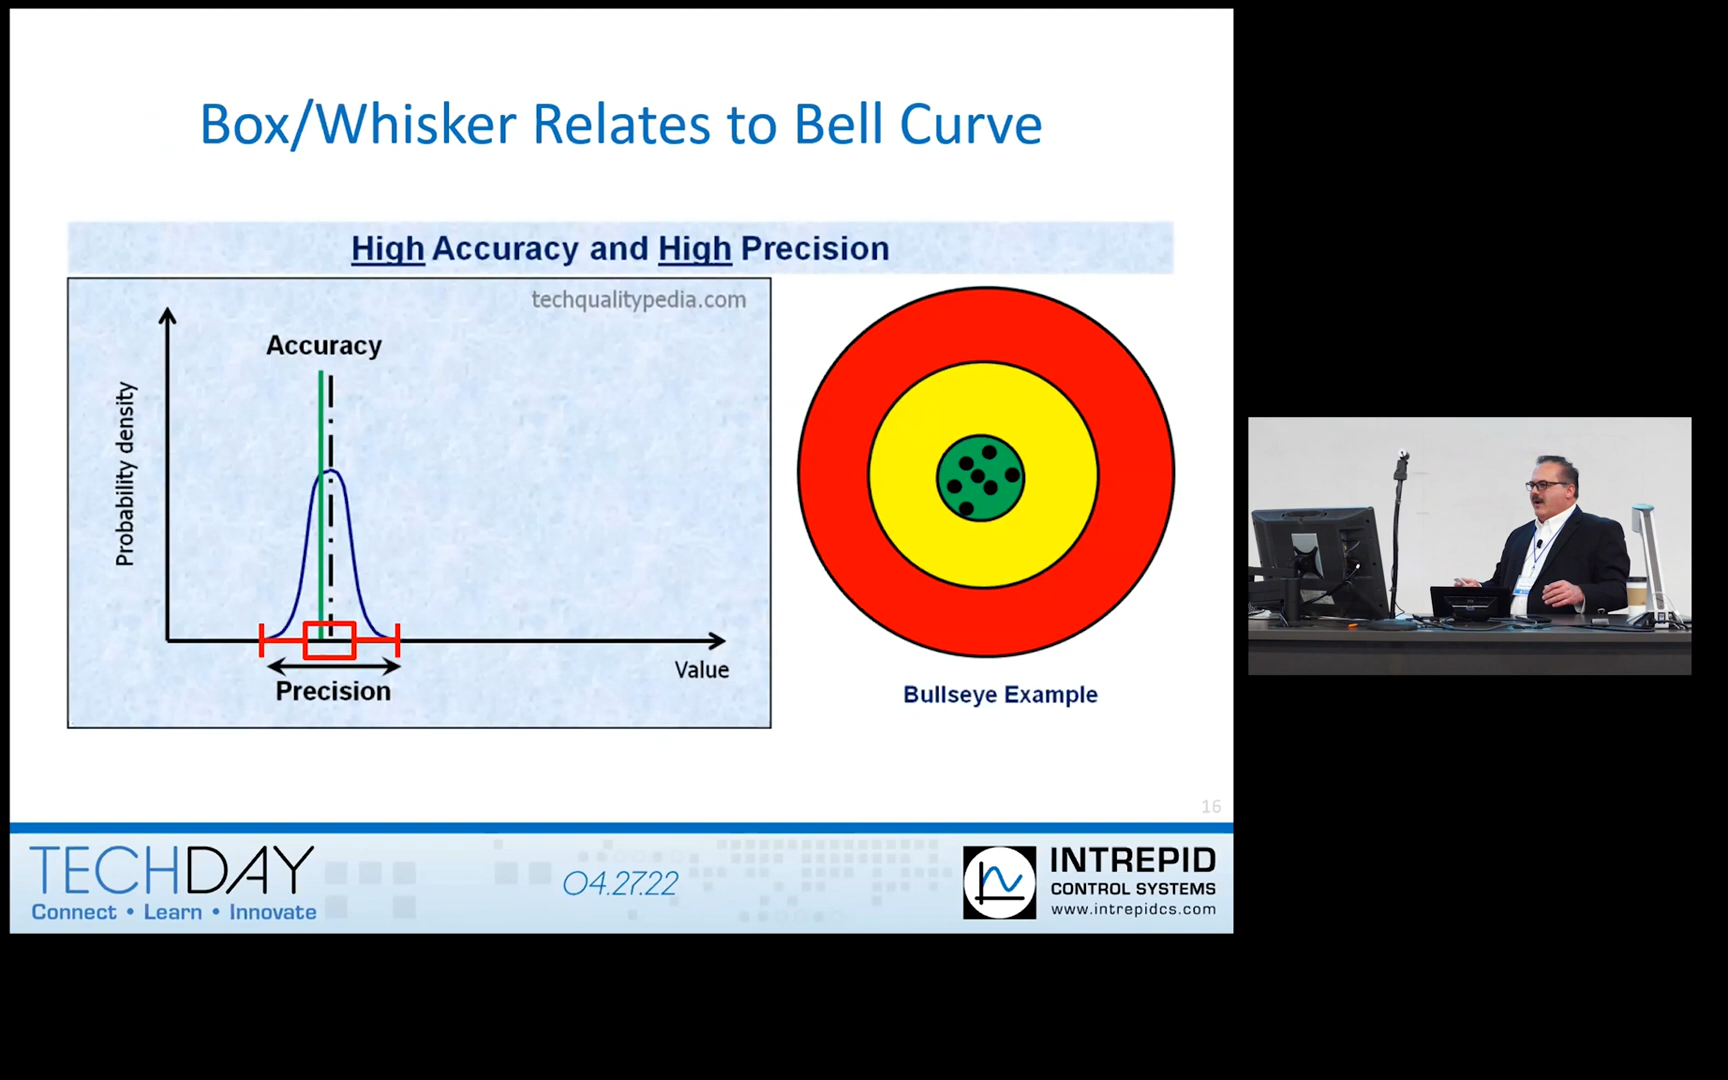 Box/Whisker Relates to Bell Curve
High Accuracy and High Precision
techqualitypedia.com
Accuracy
Probability density
Value
Precision
Bullseye Example
16
TECHDAY
Connect • Learn • Innovate
04.27.22
INTREPID
CONTROL SYSTEMS
www.intrepidcs.com